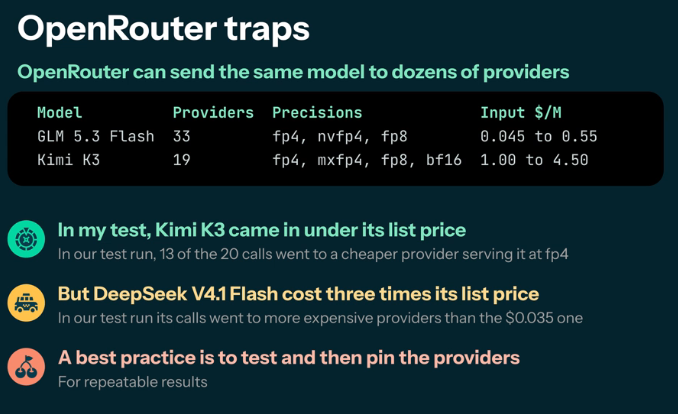 OpenRouter traps
OpenRouter can send the same model to dozens of providers
Model Providers Precisions Input $/M
GLM 5.3 Flash 33 fp4, nvfp4, fp8 0.045 to 0.55
Kimi K3 19 fp4, mxfp4, fp8, bf16 1.00 to 4.50
In my test, Kimi K3 came in under its list price
In our test run, 13 of the 20 calls went to a cheaper provider serving it at fp4
But DeepSeek V4.1 Flash cost three times its list price
In our test run its calls went to more expensive providers than the $0.035 one
A best practice is to test and then pin the providers
For repeatable results